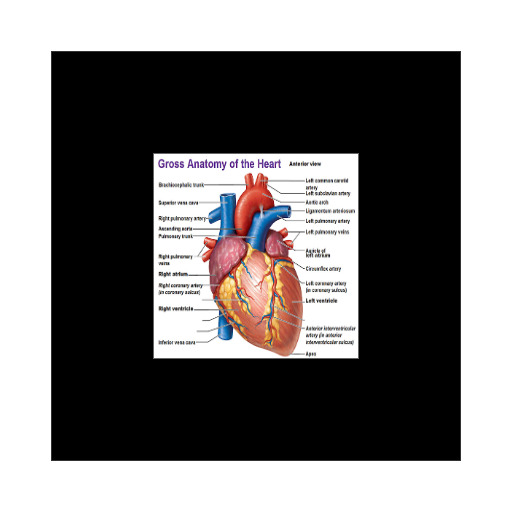 Gross Anatomy of the Heart
Anterior view
Brachiocephalic trunk
Superior vena cava
Right pulmonary artery
Ascending aorta
Pulmonary trunk
Right pulmonary
veins
Right atrium
Right coronary artery
(in coronary sulcus)
Right ventricle
Inferior vena cava
Left common carotid
artery
Left subclavian artery
Aortic arch
Ligamentum arteriosum
Left pulmonary artery
Left pulmonary veins
Auricle of
left atrium
Circumflex artery
Left coronary artery
(in coronary sulcus)
Left ventricle
Anterior interventricular
artery (in anterior
interventricular sulcus)
Apex